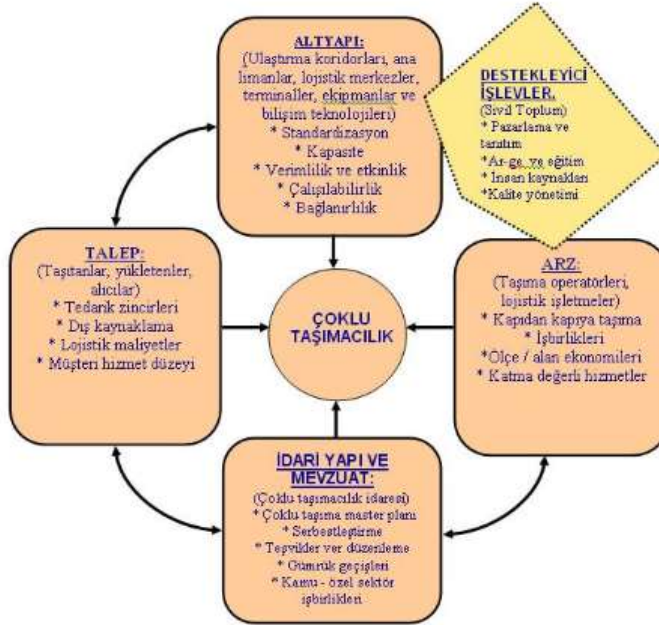 ALTYAPI:
(Ulaştırma koridorları, ana
limanlar, lojistik merkezler,
terminaller, ekipmanlar ve
bilişim teknolojileri)
* Standardizasyon
* Kapasite
* Verimlilik ve etkinlik
* Çalışılabilirlik
* Bağlanırlılık
DESTEKLEYİCİ
İŞLEVLER.
(Sivil Toplum)
* Pazarlama ve
tanıtım
*Ar-ge ve eğitim
* İnsan kaynakları
*Kalite yönetimi
TALEP:
(Taşıtanlar, yükletenler,
alıcılar)
* Tedarik zincirleri
* Dış kaynaklama
* Lojistik maliyetler
* Müşteri hizmet düzeyi
ÇOKLU
TAŞIMACILIK
ARZ:
(Taşıma operatörleri,
lojistik işletmeler)
* Kapıdan kapıya taşıma
* İşbirlikleri
*Ölçe / alan ekonomileri
* Katma değerli hizmetler
İDARİ YAPI VE
MEVZUAT:
(Çoklu taşımacılık idaresi)
* Çoklu taşıma master planı
* Serbestleştirme
* Teşvikler ver düzenleme
* Gümrük geçişleri
* Kamu - özel sektör
işbirlikleri